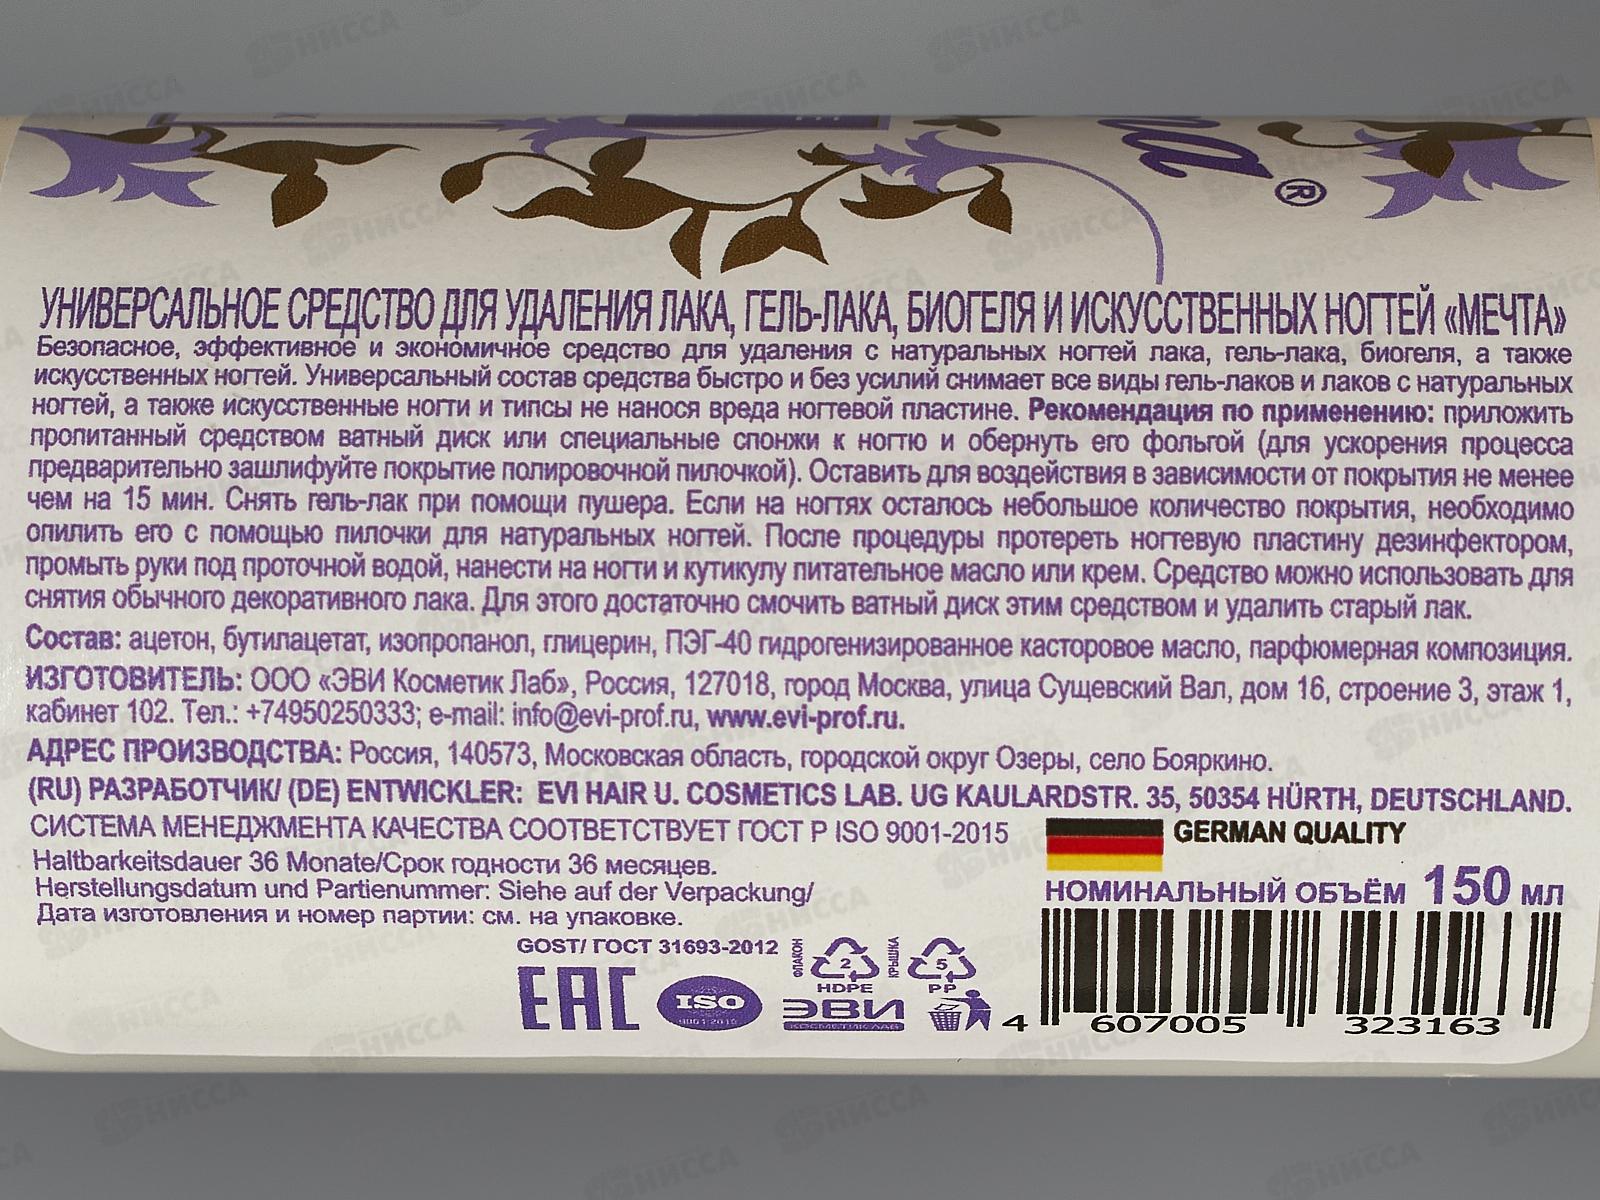 ®
УНИВЕРСАЛЬНОЕ СРЕДСТВО ДЛЯ УДАЛЕНИЯ ЛАКА, ГЕЛЬ-ЛАКА, БИОГЕЛЯ И ИСКУССТВЕННЫХ НОГТЕЙ «МЕЧТА»
Безопасное, эффективное и экономичное средство для удаления с натуральных ногтей лака, гель-лака, биогеля, а также
искусственных ногтей. Универсальный состав средства быстро и без усилий снимает все виды гель-лаков и лаков с натуральных
ногтей, а также искусственные ногти и типсы не нанося вреда ногтевой пластине. Рекомендация по применению: приложить
пропитанный средством ватный диск или специальные спонжи к ногтю и обернуть его фольгой (для ускорения процесса
предварительно зашлифуйте покрытие полировочной пилочкой). Оставить для воздействия в зависимости от покрытия не менее
чем на 15 мин. Снять гель-лак при помощи пушера. Если на ногтях осталось небольшое количество покрытия, необходимо
опилить его с помощью пилочки для натуральных ногтей. После процедуры протереть ногтевую пластину дезинфектором,
промыть руки под проточной водой, нанести на ногти и кутикулу питательное масло или крем. Средство можно использовать для
снятия обычного декоративного лака. Для этого достаточно смочить ватный диск этим средством и удалить старый лак.
Состав: ацетон, бутилацетат, изопропанол, глицерин, ПЭГ-40 гидрогенизированное касторовое масло, парфюмерная композиция.
ИЗГОТОВИТЕЛЬ: ООО «ЭВИ Косметик Лаб», Россия, 127018, город Москва, улица Сущевский Вал, дом 16, строение 3, этаж 1,
кабинет 102. Тел.: +74950250333; e-mail: info@evi-prof.ru, www.evi-prof.ru.
АДРЕС ПРОИЗВОДСТВА: Россия, 140573, Московская область, городской округ Озеры, село Бояркино.
(RU) РАЗРАБОТЧИК/ (DE) ENTWICKLER: EVI HAIR U. COSMETICS LAB. UG KAULARDSTR. 35, 50354 HÜRTH, DEUTSCHLAND.
СИСТЕМА МЕНЕДЖМЕНТА КАЧЕСТВА СООТВЕТСТВУЕТ ГОСТ Р ISO 9001-2015
GERMAN QUALITY
Haltbarkeitsdauer 36 Monate/Срок годности 36 месяцев.
Herstellungsdatum und Partienummer: Siehe auf der Verpackung/
Дата изготовления и номер партии: см. на упаковке.
НОМИНАЛЬНЫЙ ОБЪЁМ 150 мл
GOST/ ГОСТ 31693-2012
ФЛАКОН
2
HDPE
КРЫШКА
5
PP
EAC
ISO
9001:2015
ЭВИ
КОСМЕТИК ЛАБ
4 607005 323163
НИССА